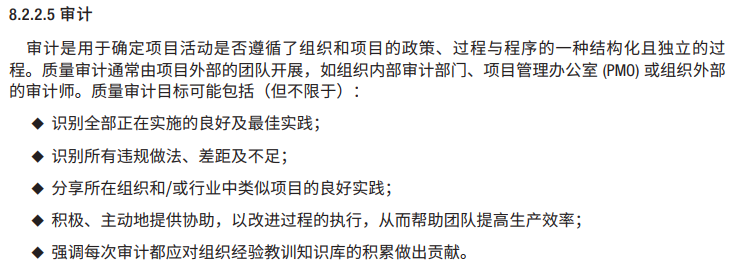 8.2.2.5 审计
审计是用于确定项目活动是否遵循了组织和项目的政策、过程与程序的一种结构化且独立的过
程。质量审计通常由项目外部的团队开展，如组织内部审计部门、项目管理办公室 (PMO) 或组织外部
的审计师。质量审计目标可能包括（但不限于）：
◆ 识别全部正在实施的良好及最佳实践；
◆ 识别所有违规做法、差距及不足；
◆ 分享所在组织和/或行业中类似项目的良好实践；
◆ 积极、主动地提供协助，以改进过程的执行，从而帮助团队提高生产效率；
◆ 强调每次审计都应对组织经验教训知识库的积累做出贡献。